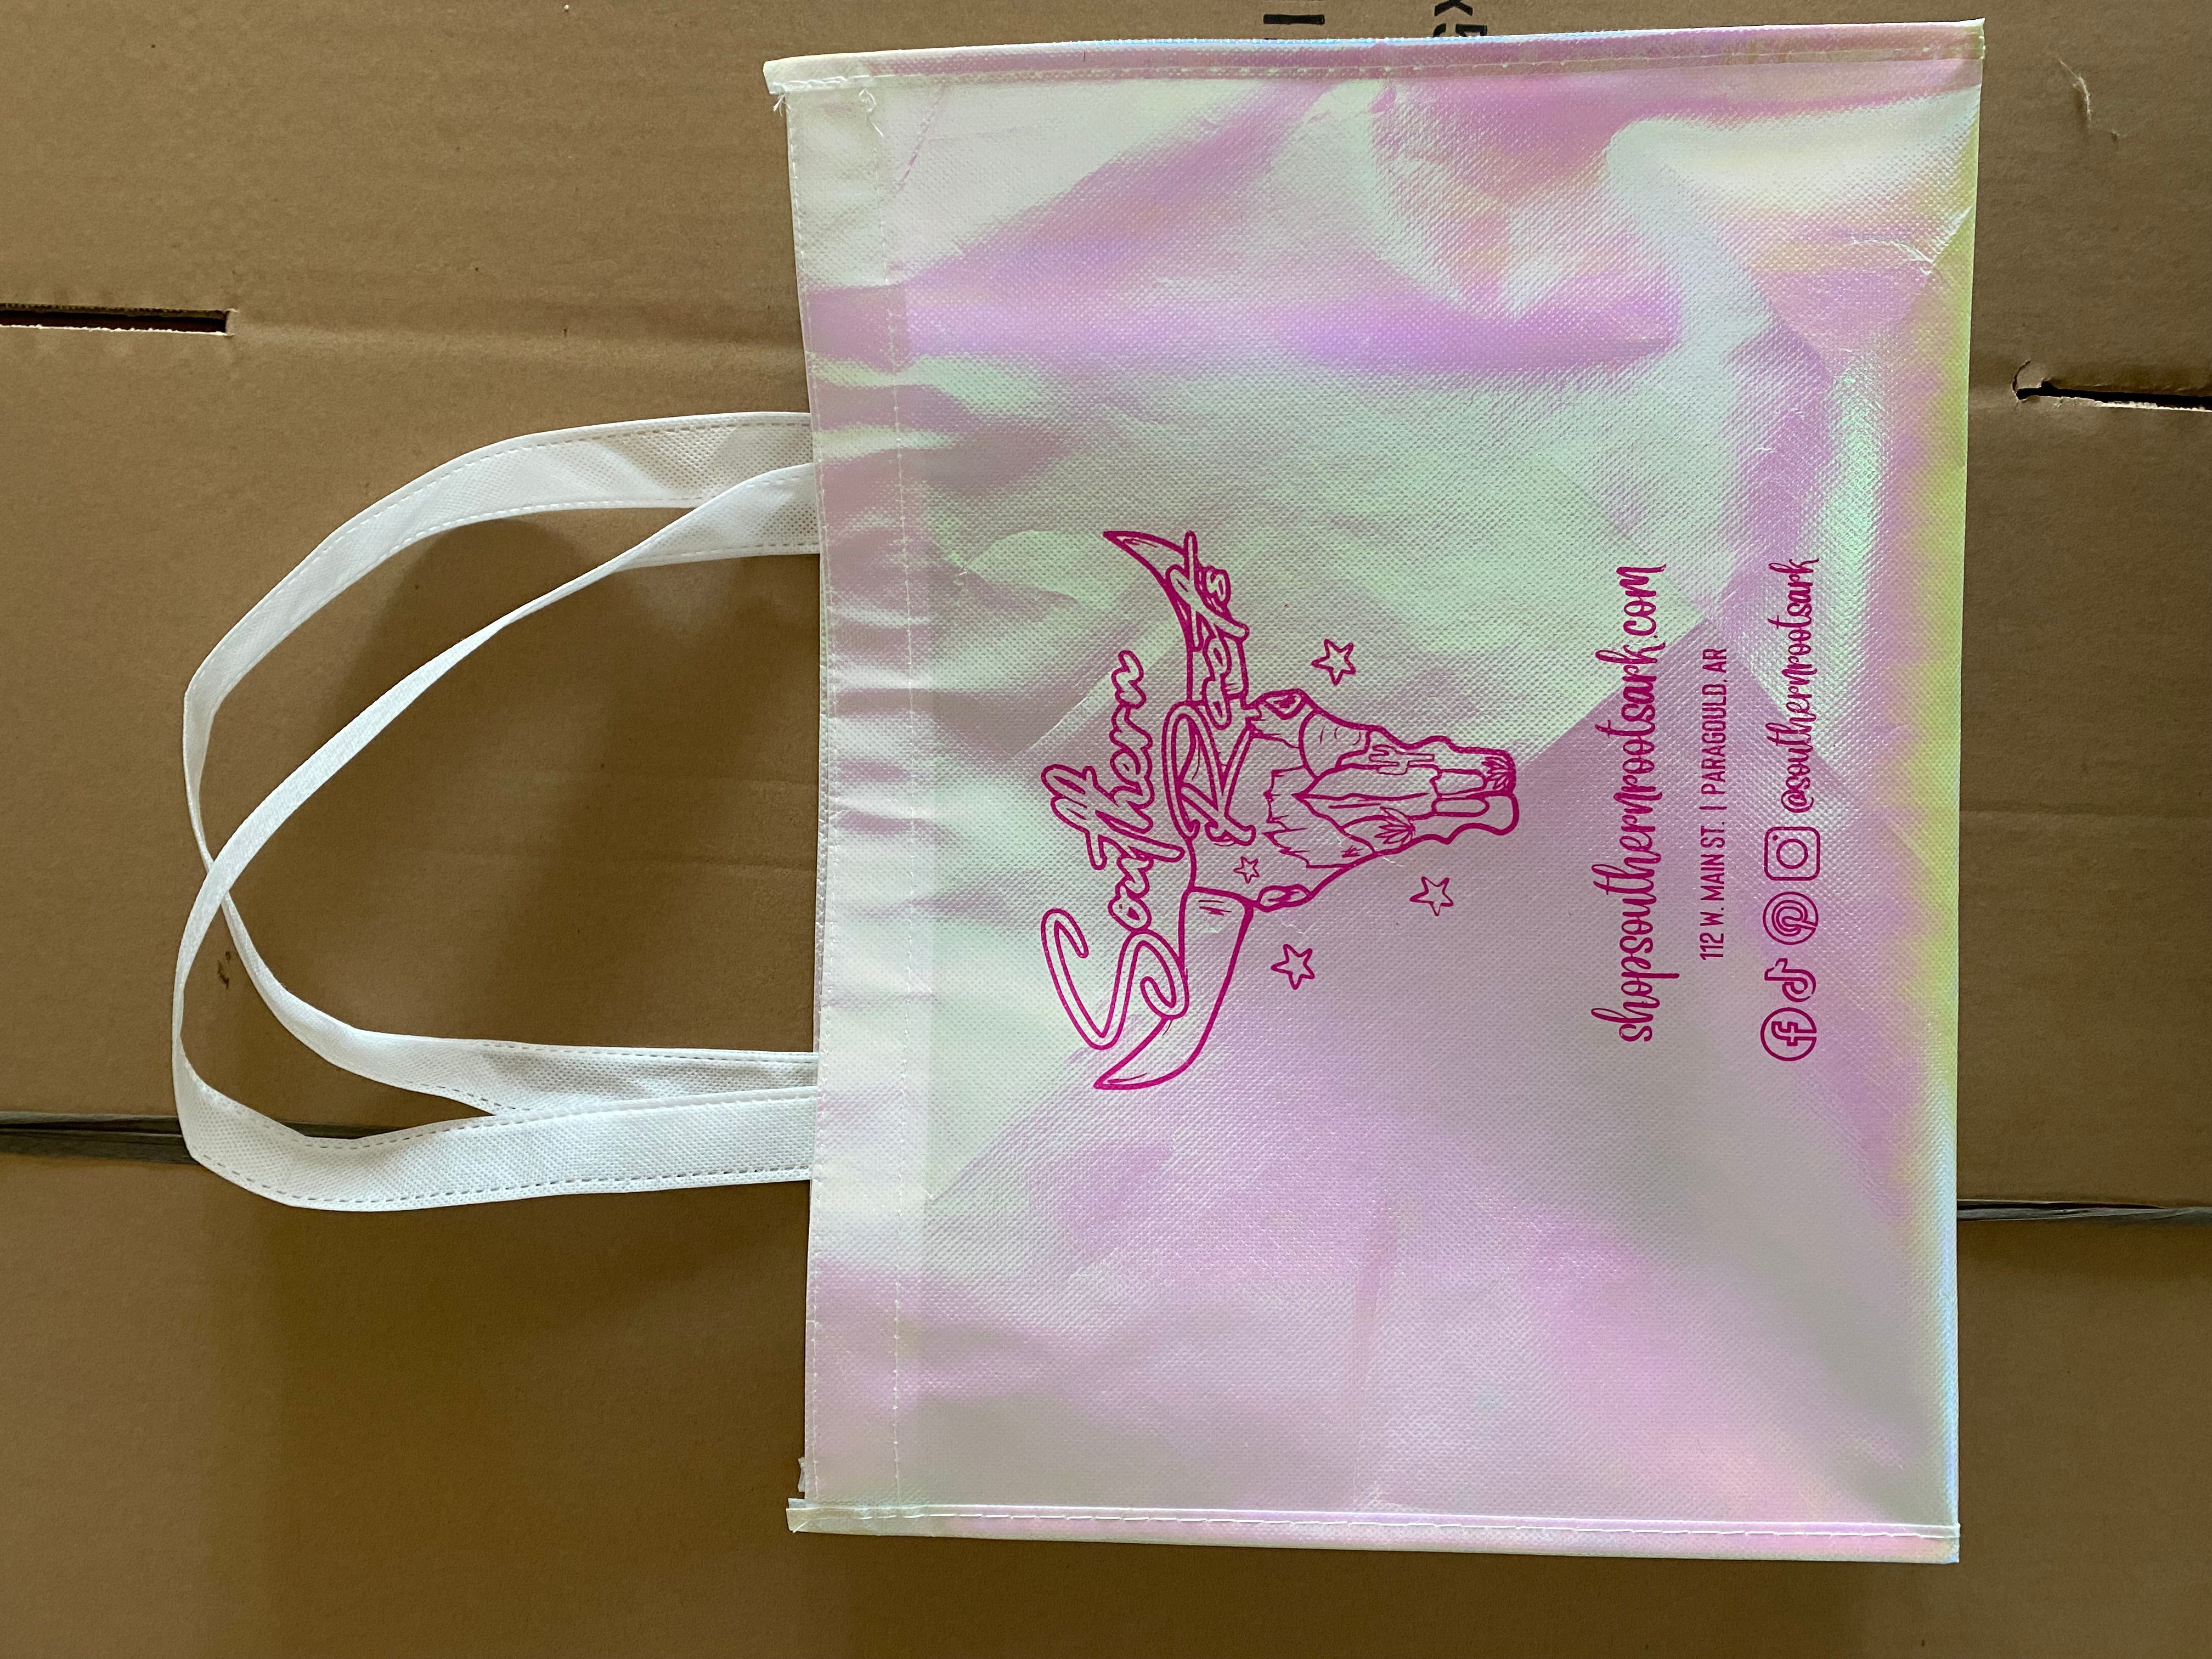 Southern
Roots
shopsouthernrootsark.com
112 W. MAIN ST. | PARAGOULD, AR
@southernrootsark